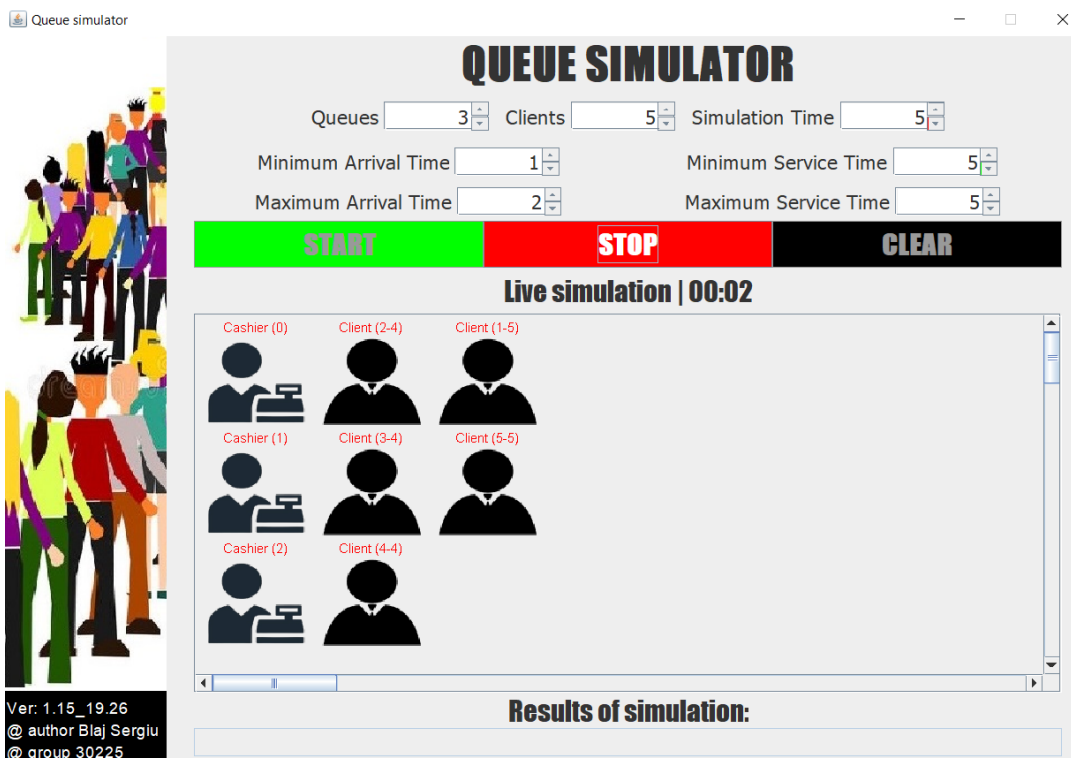 Queue simulator
QUEUE SIMULATOR
Queues 3 Clients 5 Simulation Time 5
Minimum Arrival Time 1 Minimum Service Time 5
Maximum Arrival Time 2 Maximum Service Time 5
START STOP CLEAR
Live simulation | 00:02
Cashier (0) Client (2-4) Client (1-5)
Cashier (1) Client (3-4) Client (5-5)
Cashier (2) Client (4-4)
Results of simulation:
Ver: 1.15_19.26
@ author Blaj Sergiu
@ group 30225